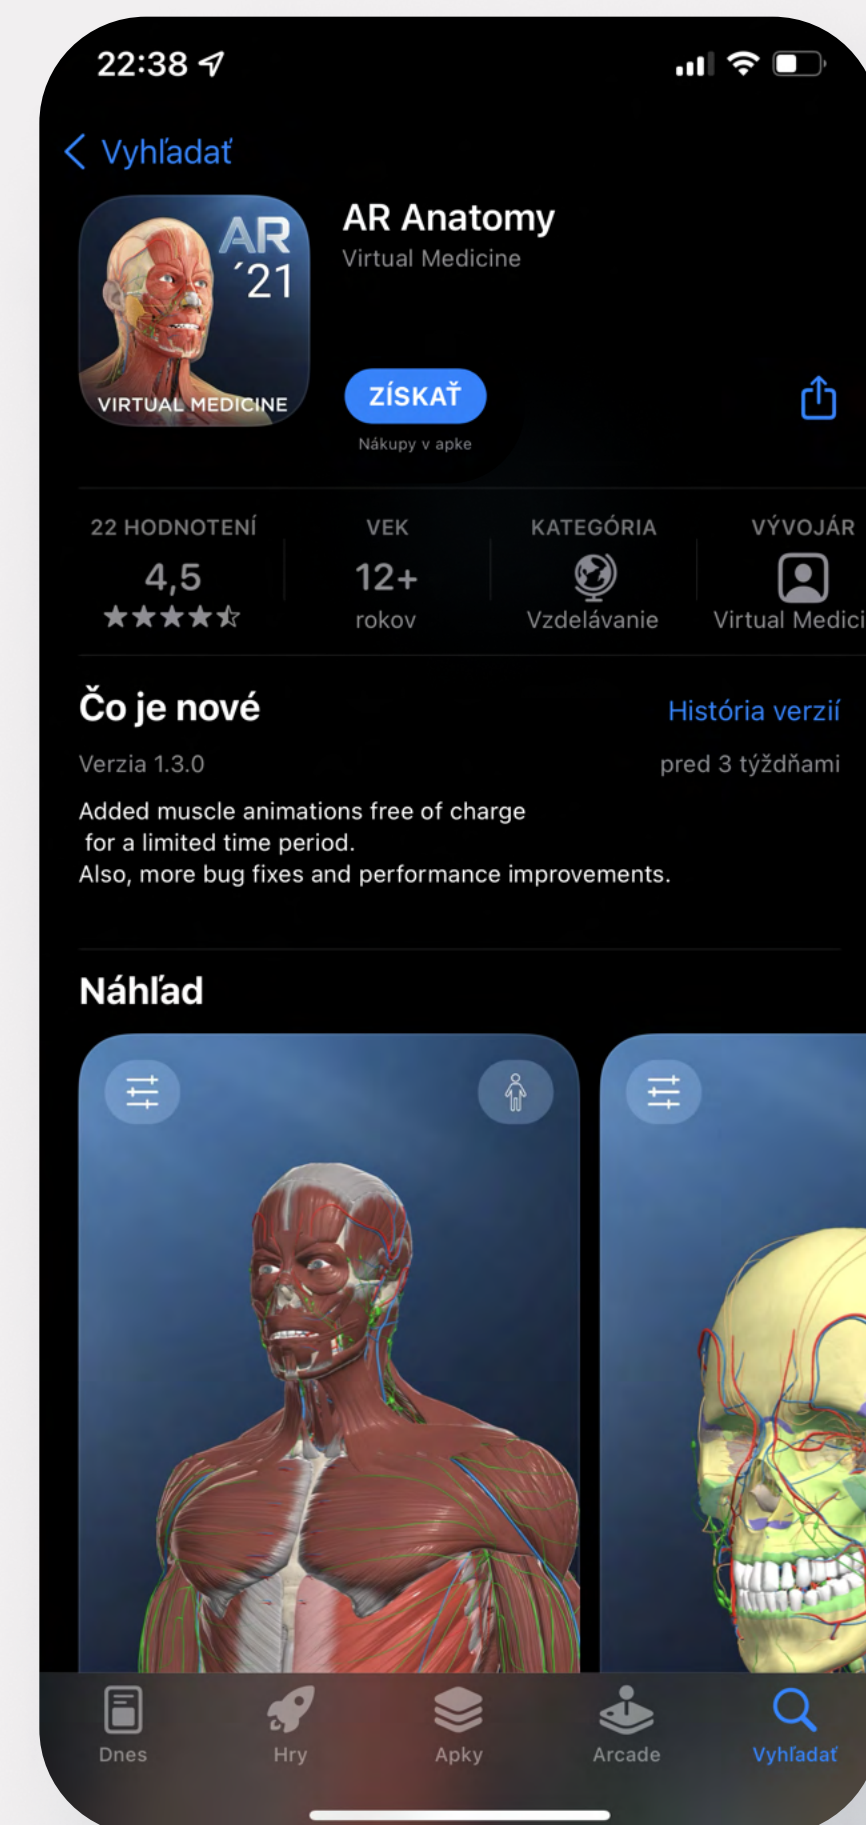 22:38
Vyhľadať
AR
´21
VIRTUAL MEDICINE
AR Anatomy
Virtual Medicine
ZÍSKAŤ
Nákupy v apke
22 HODNOTENÍ
4,5
VEK
12+
rokov
KATEGÓRIA
Vzdelávanie
VÝVOJÁR
Virtual Medici
Čo je nové
História verzií
Verzia 1.3.0
pred 3 týždňami
Added muscle animations free of charge
for a limited time period.
Also, more bug fixes and performance improvements.
Náhľad
Dnes
Hry
Apky
Arcade
Vyhľadať